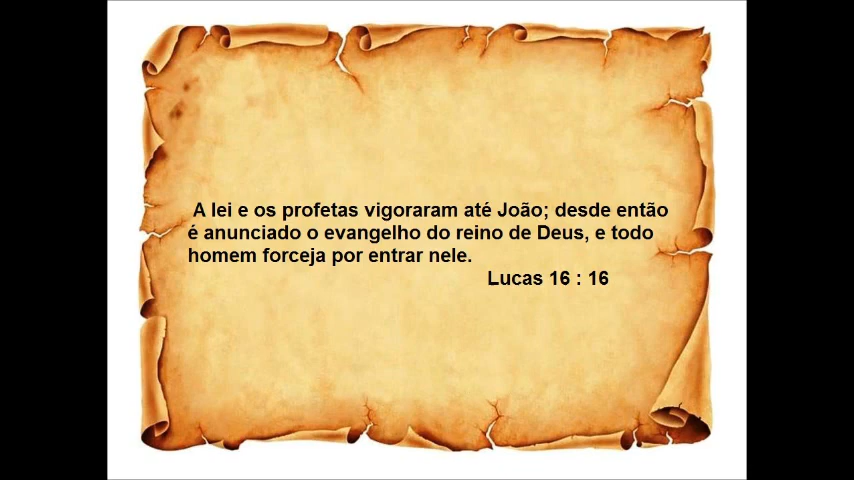 A lei e os profetas vigoraram até João; desde então
é anunciado o evangelho do reino de Deus, e todo
homem forceja por entrar nele.
Lucas 16 : 16